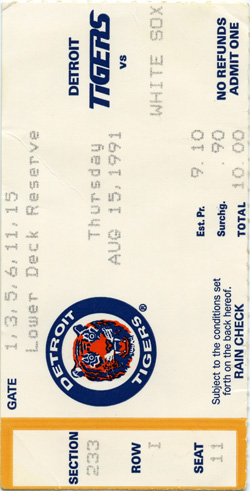 DETROIT
TIGERS
VS
WHITE SOX
NO REFUNDS
ADMIT ONE
1,3,5,6,11,15
Lower Deck Reserve
Thursday
AUG 15,1991
Est. Pr. 9.10
Surchg. .90
TOTAL 10.00
GATE
DETROIT TIGERS ®
Subject to the conditions set
forth on the back hereof.
RAIN CHECK
SECTION 233
ROW I
SEAT 11